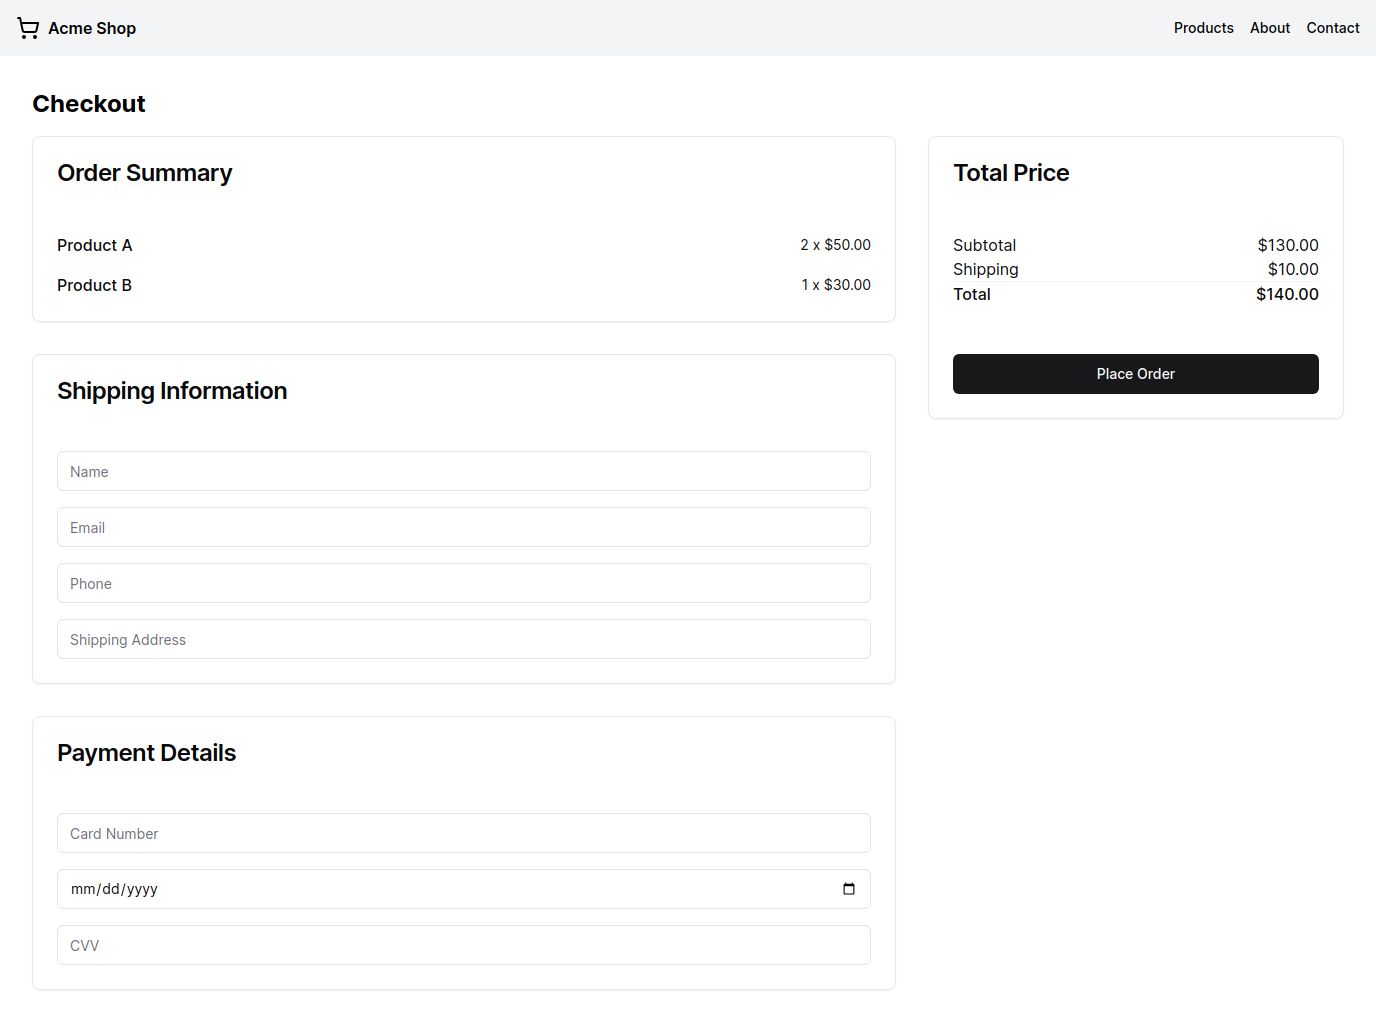 Acme Shop
Products About Contact
Checkout
Order Summary
Product A 2 x $50.00
Product B 1 x $30.00
Shipping Information
Name
Email
Phone
Shipping Address
Payment Details
Card Number
mm/dd/yyyy
CVV
Total Price
Subtotal $130.00
Shipping $10.00
Total $140.00
Place Order